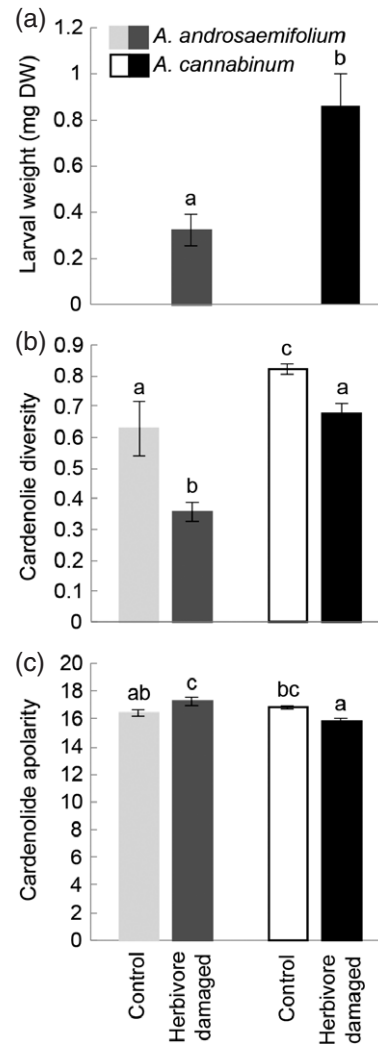 (a)
1.2
1
0.8
0.6
0.4
0.2
0
Larval weight (mg DW)
A. androsaemifolium
A. cannabinum
a
b
(b)
0.9
0.8
0.7
0.6
0.5
0.4
0.3
0.2
0.1
0
Cardenolie diversity
a
b
c
a
(c)
20
18
16
14
12
10
8
6
4
2
0
Cardenolide apolarity
ab
c
bc
a
Control
Herbivore
damaged
Control
Herbivore
damaged